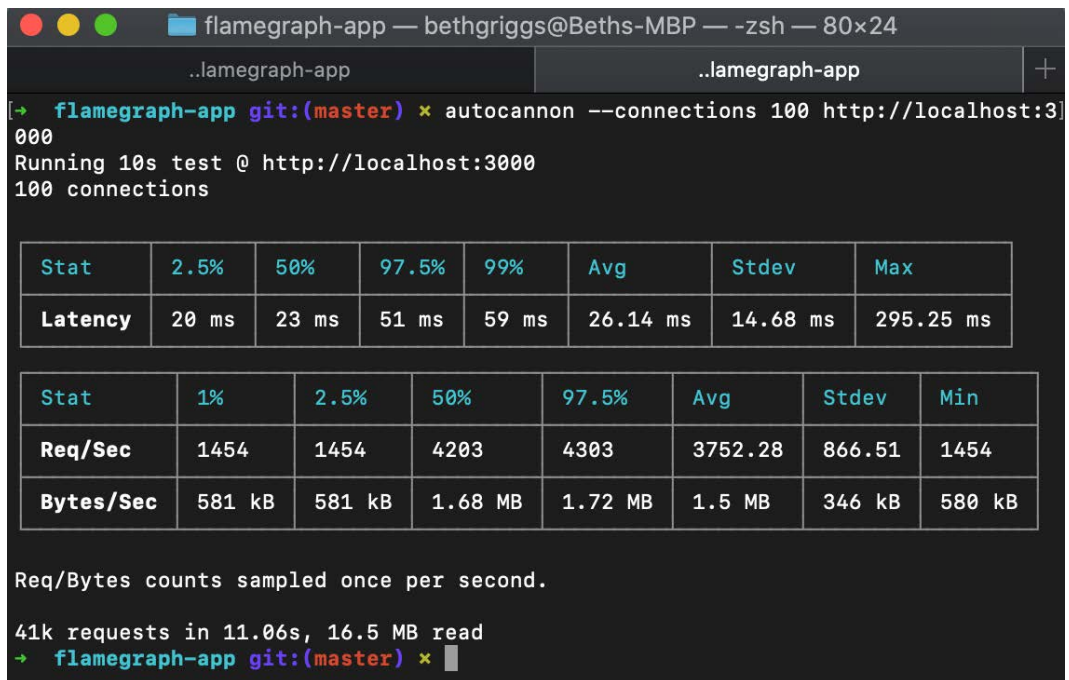 flamegraph-app — bethgriggs@Beths-MBP — -zsh — 80×24
..lamegraph-app ..lamegraph-app +
[→ flamegraph-app git:(master) × autocannon --connections 100 http://localhost:3]
000
Running 10s test @ http://localhost:3000
100 connections
Stat 2.5% 50% 97.5% 99% Avg Stdev Max
Latency 20 ms 23 ms 51 ms 59 ms 26.14 ms 14.68 ms 295.25 ms
Stat 1% 2.5% 50% 97.5% Avg Stdev Min
Req/Sec 1454 1454 4203 4303 3752.28 866.51 1454
Bytes/Sec 581 kB 581 kB 1.68 MB 1.72 MB 1.5 MB 346 kB 580 kB
Req/Bytes counts sampled once per second.
41k requests in 11.06s, 16.5 MB read
→ flamegraph-app git:(master) ×